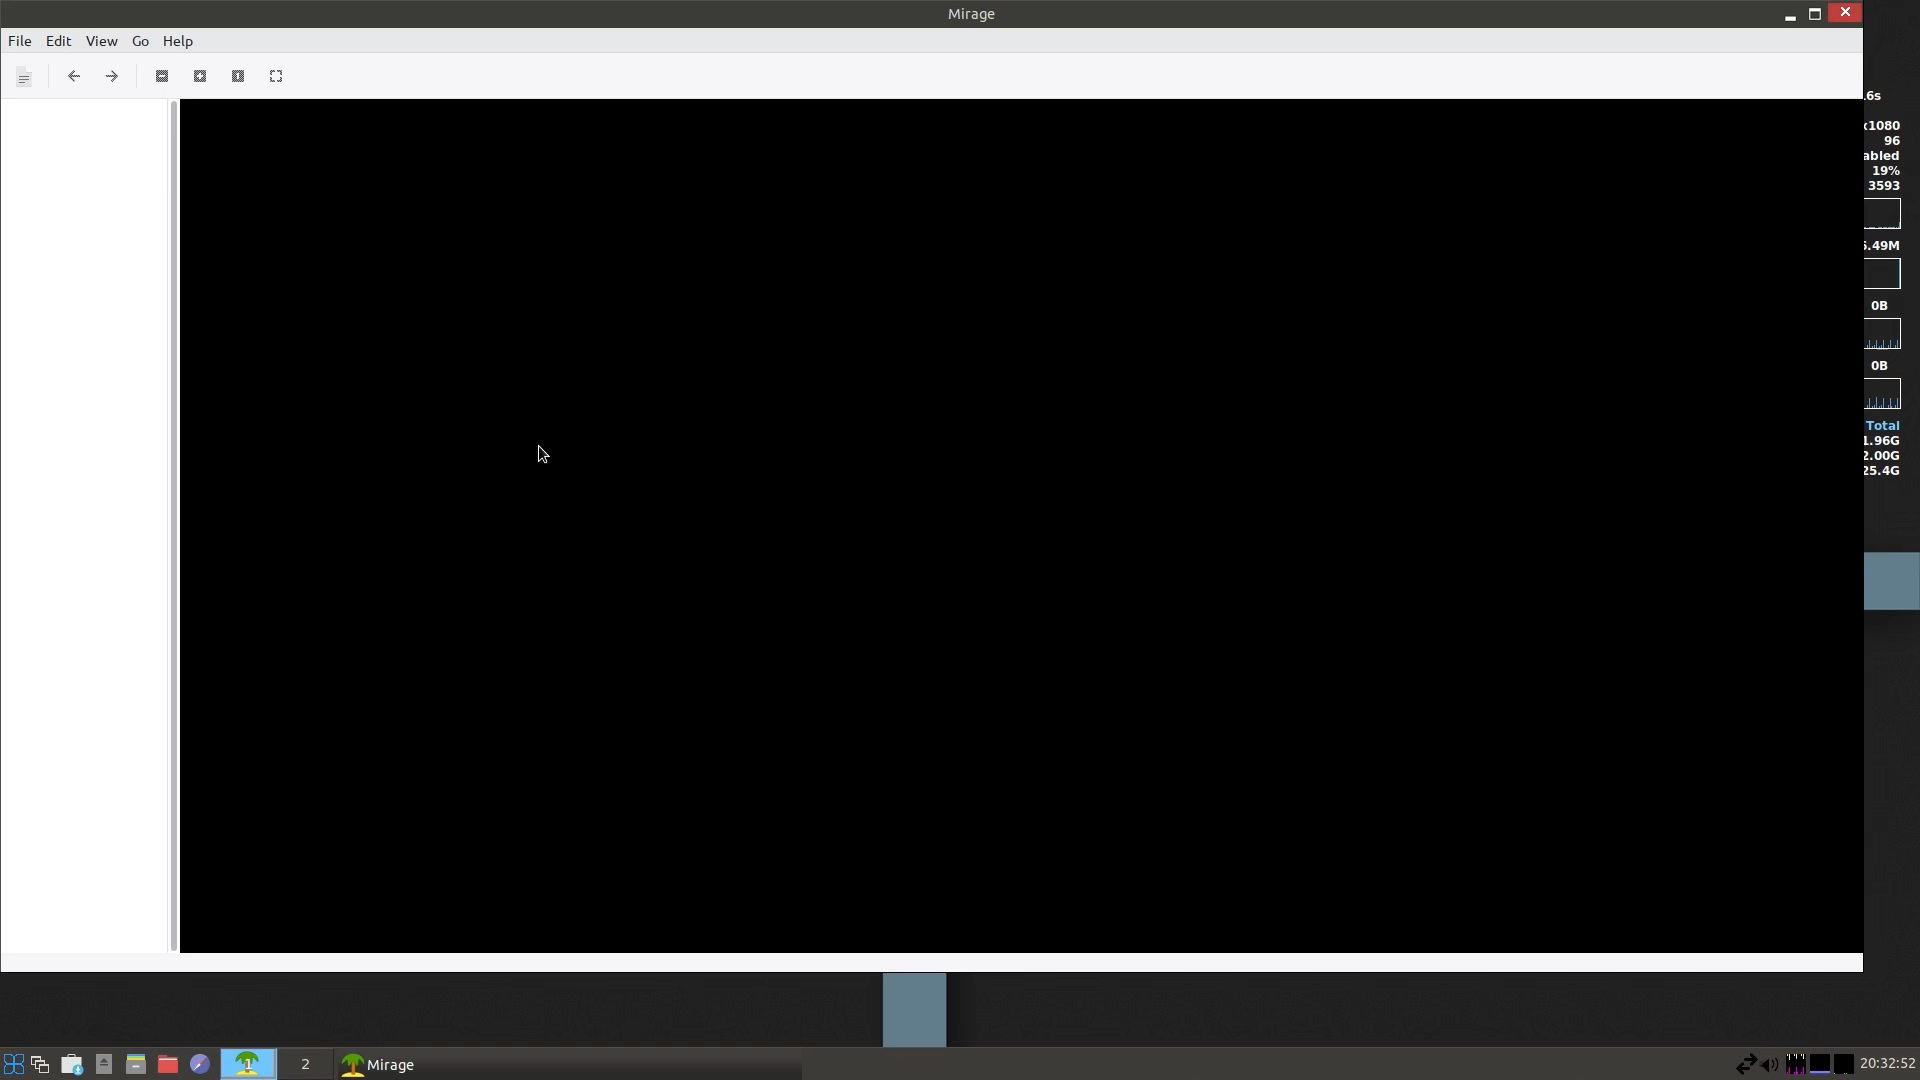 Mirage
File Edit View Go Help
.6s
x1080
96
abled
19%
3593
.49M
0B
0B
Total
1.96G
2.00G
25.4G
1
2
Mirage
20:32:52